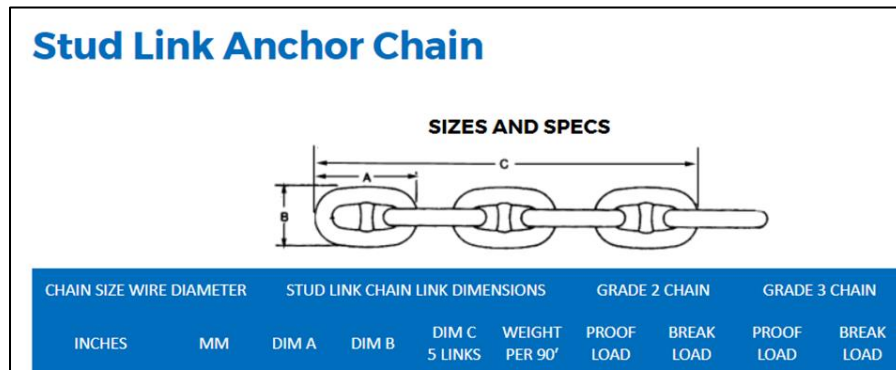 Stud Link Anchor Chain
SIZES AND SPECS
C
A
B
CHAIN SIZE WIRE DIAMETER STUD LINK CHAIN LINK DIMENSIONS GRADE 2 CHAIN GRADE 3 CHAIN
INCHES MM DIM A DIM B DIM C 5 LINKS WEIGHT PER 90' PROOF LOAD BREAK LOAD PROOF LOAD BREAK LOAD